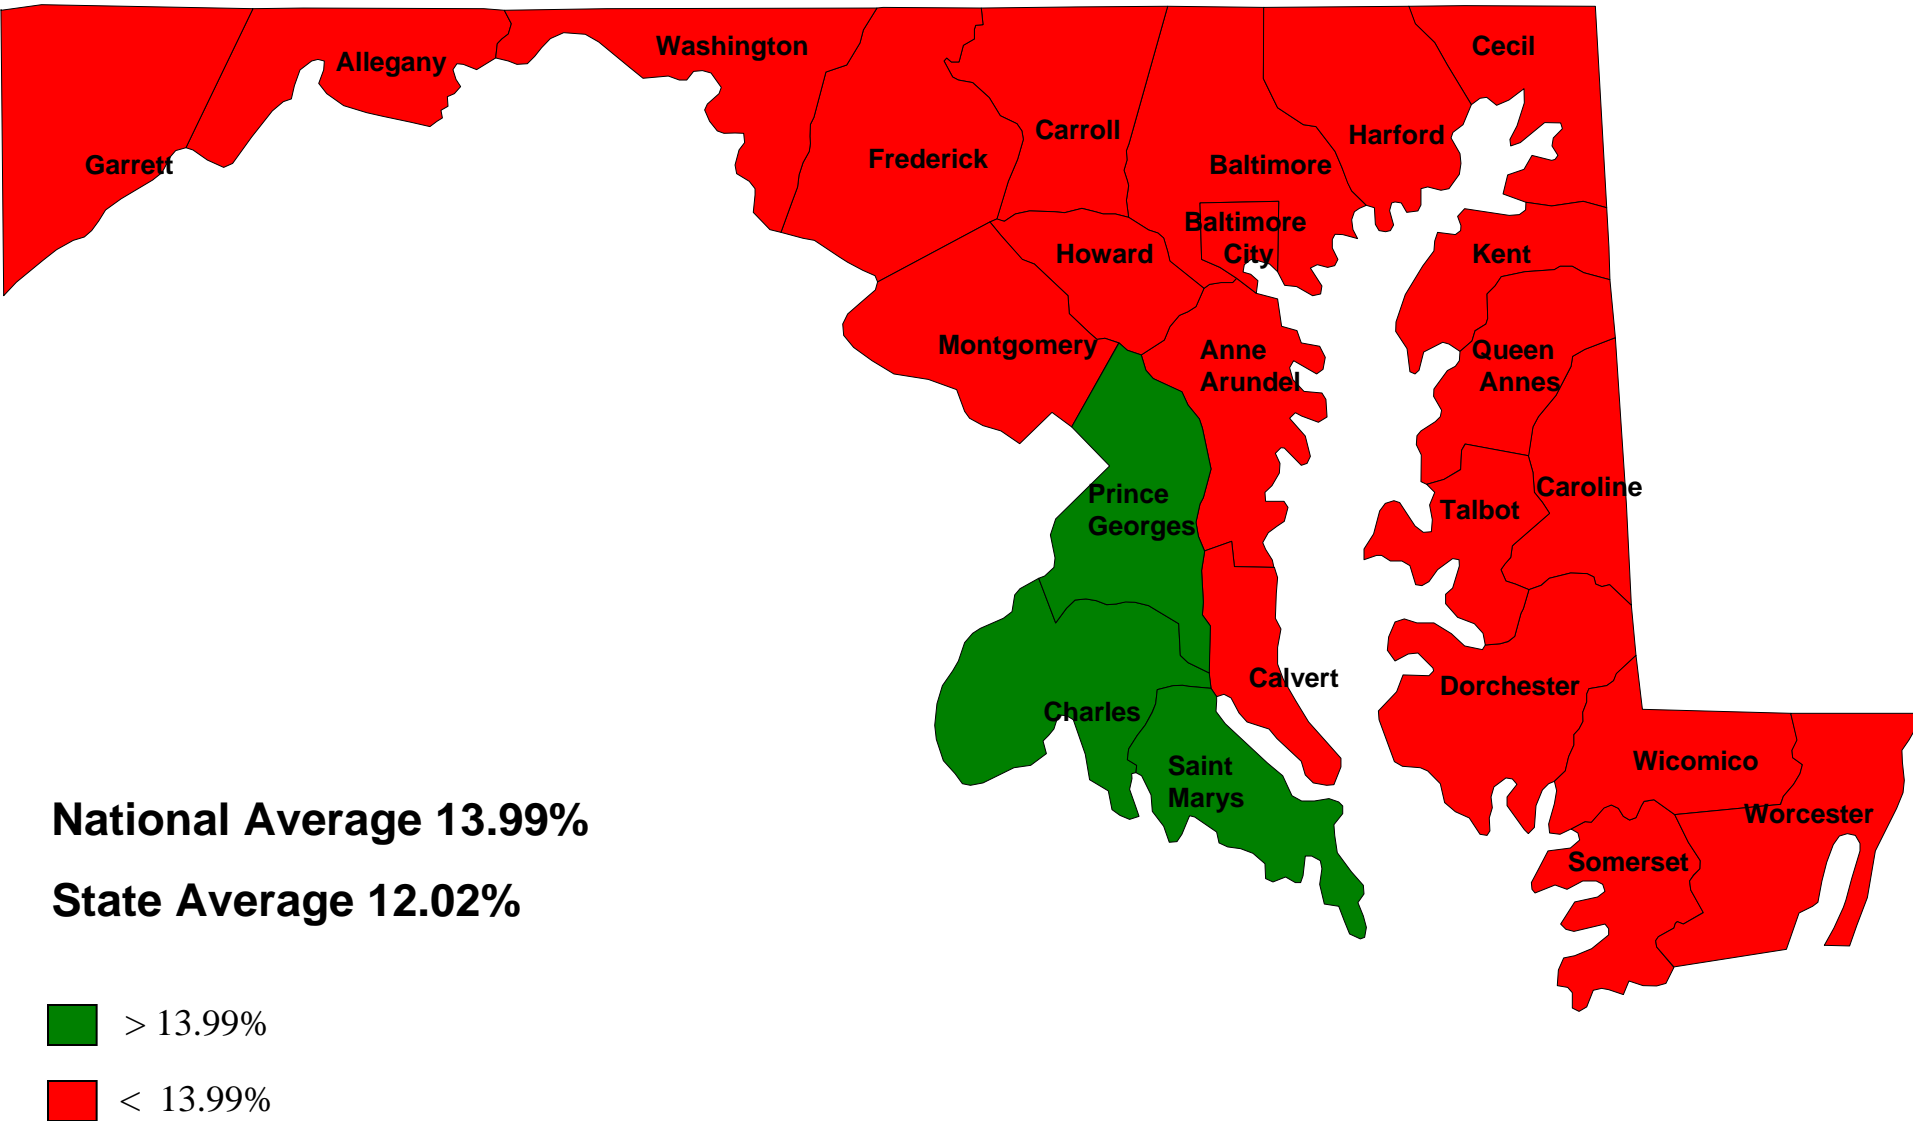 Washington
Cecil
Allegany
Carroll
Harford
Frederick
Garrett
Baltimore
Baltimore
City
Howard
Kent
Montgomery
Anne
Arundel
Queen
Annes
Prince
Georges
Caroline
Talbot
Calvert
Dorchester
Charles
Saint
Marys
Wicomico
Worcester
Somerset
National Average 13.99%
State Average 12.02%
> 13.99%
< 13.99%